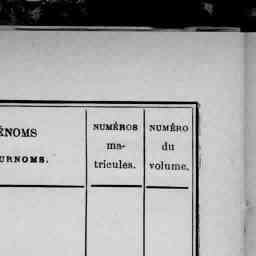 ÉNOMS
URNOMS.
NUMÉROS
ma-
tricules.
NUMÉRO
du
volume.